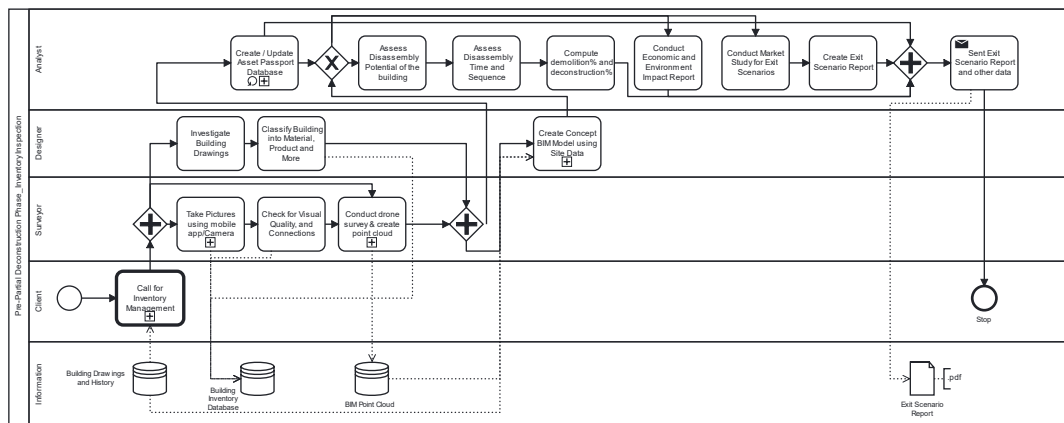 Pre-Partial Deconstruction Phase_Inventory Inspection
Analyst
Create / Update
Asset Passport
Database
X
Assess
Disassembly
Potential of the
building
Assess
Disassembly
Time and
Sequence
Compute
demolition% and
deconstruction%
Conduct
Economic and
Environment
Impact Report
Conduct Market
Study for Exit
Scenarios
Create Exit
Scenario Report
Sent Exit
Scenario Report
and other data
Designer
Investigate
Building
Drawings
Classify Building
into Material,
Product and
More
Create Concept
BIM Model using
Site Data
Surveyor
Take Pictures
using mobile
app/Camera
Check for Visual
Quality, and
Connections
Conduct drone
survey & create
point cloud
Client
Call for
Inventory
Management
Stop
Information
Building Drawings
and History
Building
Inventory
Database
BIM Point Cloud
.pdf
Exit Scenario
Report